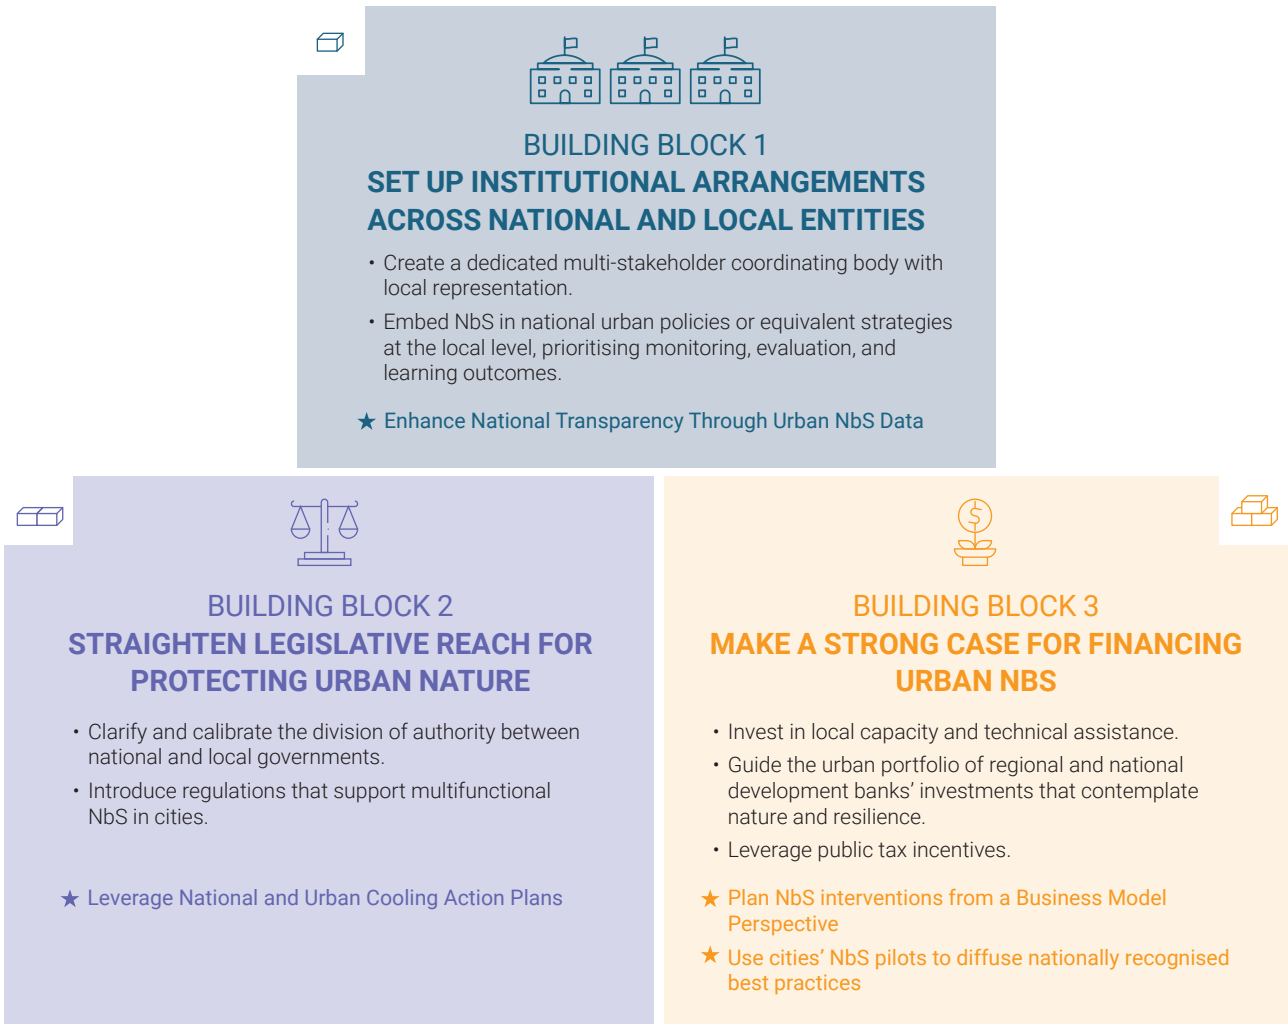 BUILDING BLOCK 1
SET UP INSTITUTIONAL ARRANGEMENTS
ACROSS NATIONAL AND LOCAL ENTITIES
• Create a dedicated multi-stakeholder coordinating body with
local representation.
• Embed NbS in national urban policies or equivalent strategies
at the local level, prioritising monitoring, evaluation, and
learning outcomes.
★ Enhance National Transparency Through Urban NbS Data
BUILDING BLOCK 2
STRAIGHTEN LEGISLATIVE REACH FOR
PROTECTING URBAN NATURE
• Clarify and calibrate the division of authority between
national and local governments.
• Introduce regulations that support multifunctional
NbS in cities.
★ Leverage National and Urban Cooling Action Plans
BUILDING BLOCK 3
MAKE A STRONG CASE FOR FINANCING
URBAN NBS
• Invest in local capacity and technical assistance.
• Guide the urban portfolio of regional and national
development banks’ investments that contemplate
nature and resilience.
• Leverage public tax incentives.
★ Plan NbS interventions from a Business Model
Perspective
★ Use cities’ NbS pilots to diffuse nationally recognised
best practices